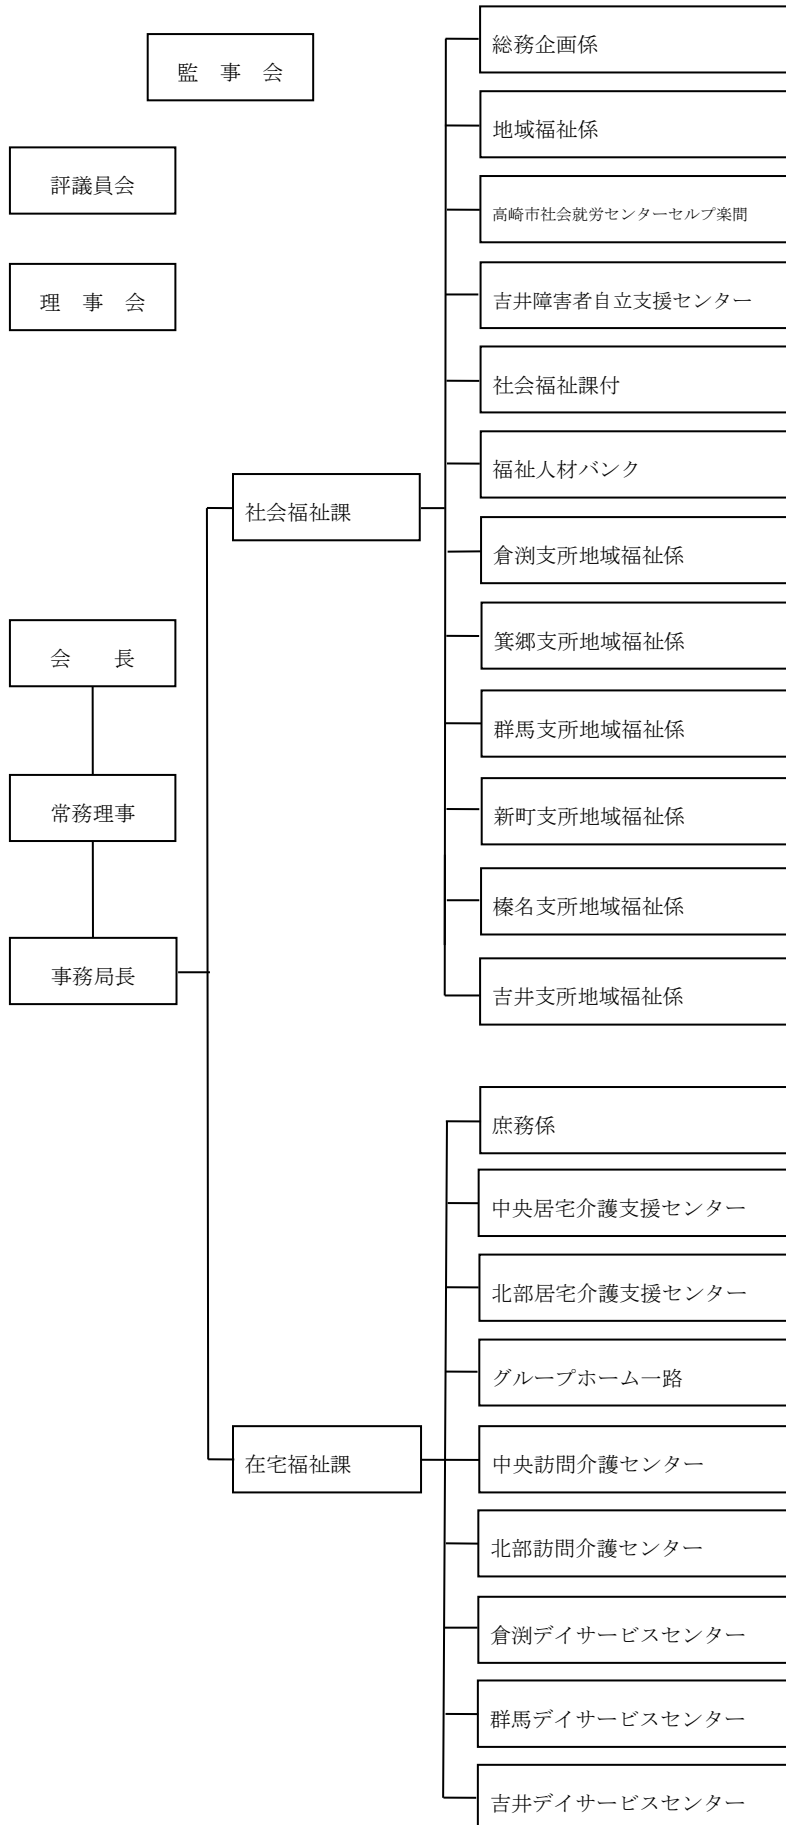 監　事　会
評議員会
理　事　会
会　　長
常務理事
事務局長
社会福祉課
総務企画係
地域福祉係
高崎市社会就労センターセルプ楽間
吉井障害者自立支援センター
社会福祉課付
福祉人材バンク
倉渕支所地域福祉係
箕郷支所地域福祉係
群馬支所地域福祉係
新町支所地域福祉係
榛名支所地域福祉係
吉井支所地域福祉係
在宅福祉課
庶務係
中央居宅介護支援センター
北部居宅介護支援センター
グループホーム一路
中央訪問介護センター
北部訪問介護センター
倉渕デイサービスセンター
群馬デイサービスセンター
吉井デイサービスセンター